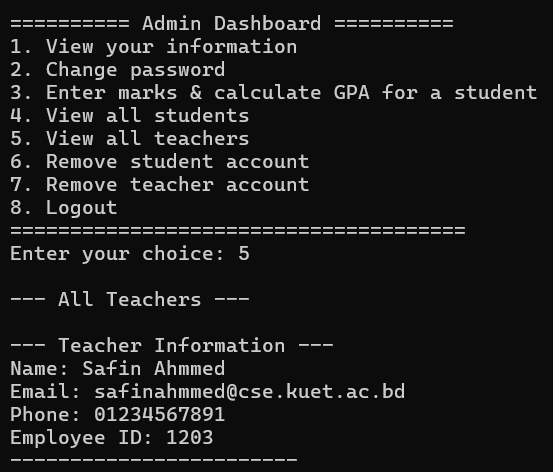 ========== Admin Dashboard ==========
1. View your information
2. Change password
3. Enter marks & calculate GPA for a student
4. View all students
5. View all teachers
6. Remove student account
7. Remove teacher account
8. Logout
======================================
Enter your choice: 5
--- All Teachers ---
--- Teacher Information ---
Name: Safin Ahmmed
Email: safinahmmed@cse.kuet.ac.bd
Phone: 01234567891
Employee ID: 1203
------------------------